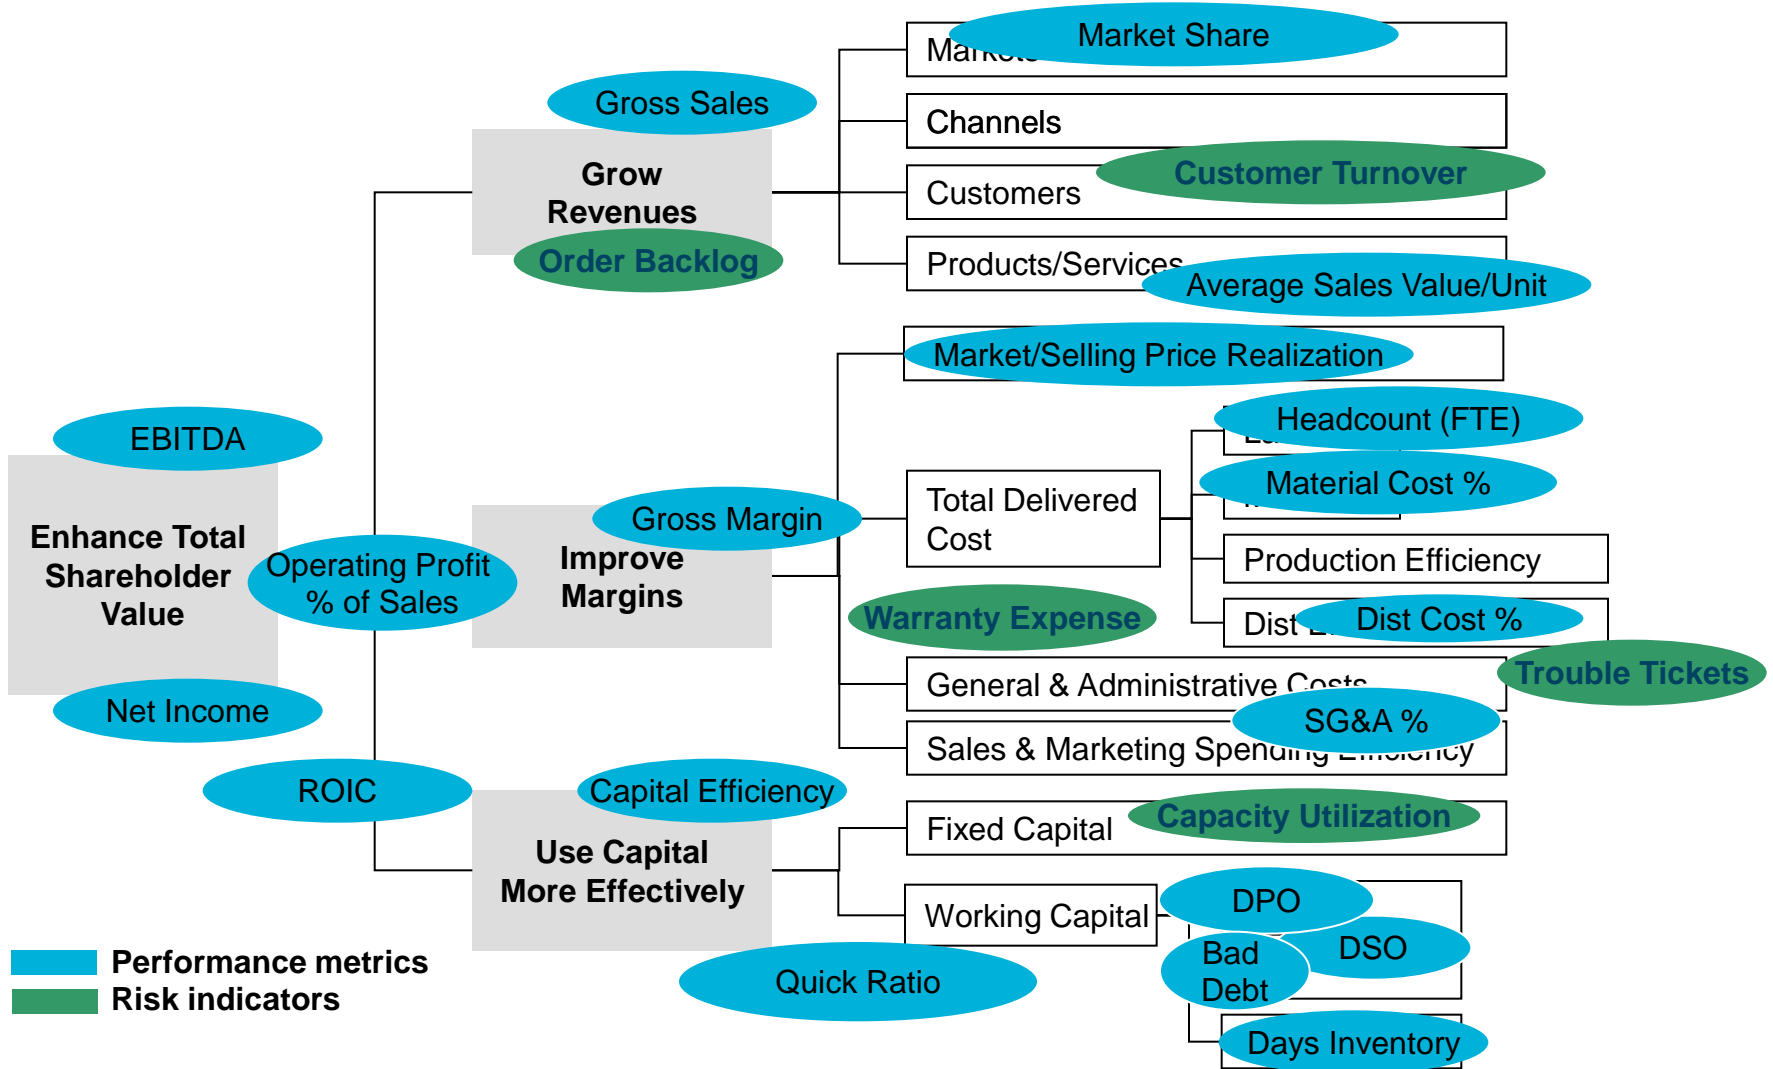 Market Share
Gross Sales
Channels
Grow
Revenues
Customer Turnover
Customers
Order Backlog
Products/Services
Average Sales Value/Unit
Market/Selling Price Realization
EBITDA
Headcount (FTE)
Material Cost %
Enhance Total
Shareholder
Value
Operating Profit
% of Sales
Gross Margin
Improve
Margins
Total Delivered
Cost
Production Efficiency
Warranty Expense
Dist
Dist Cost %
Trouble Tickets
General & Administrative Costs
Net Income
SG&A %
Sales & Marketing Spending Efficiency
ROIC
Capital Efficiency
Use Capital
More Effectively
Fixed Capital
Capacity Utilization
Working Capital
DPO
DSO
Bad
Debt
Quick Ratio
Days Inventory
Performance metrics
Risk indicators